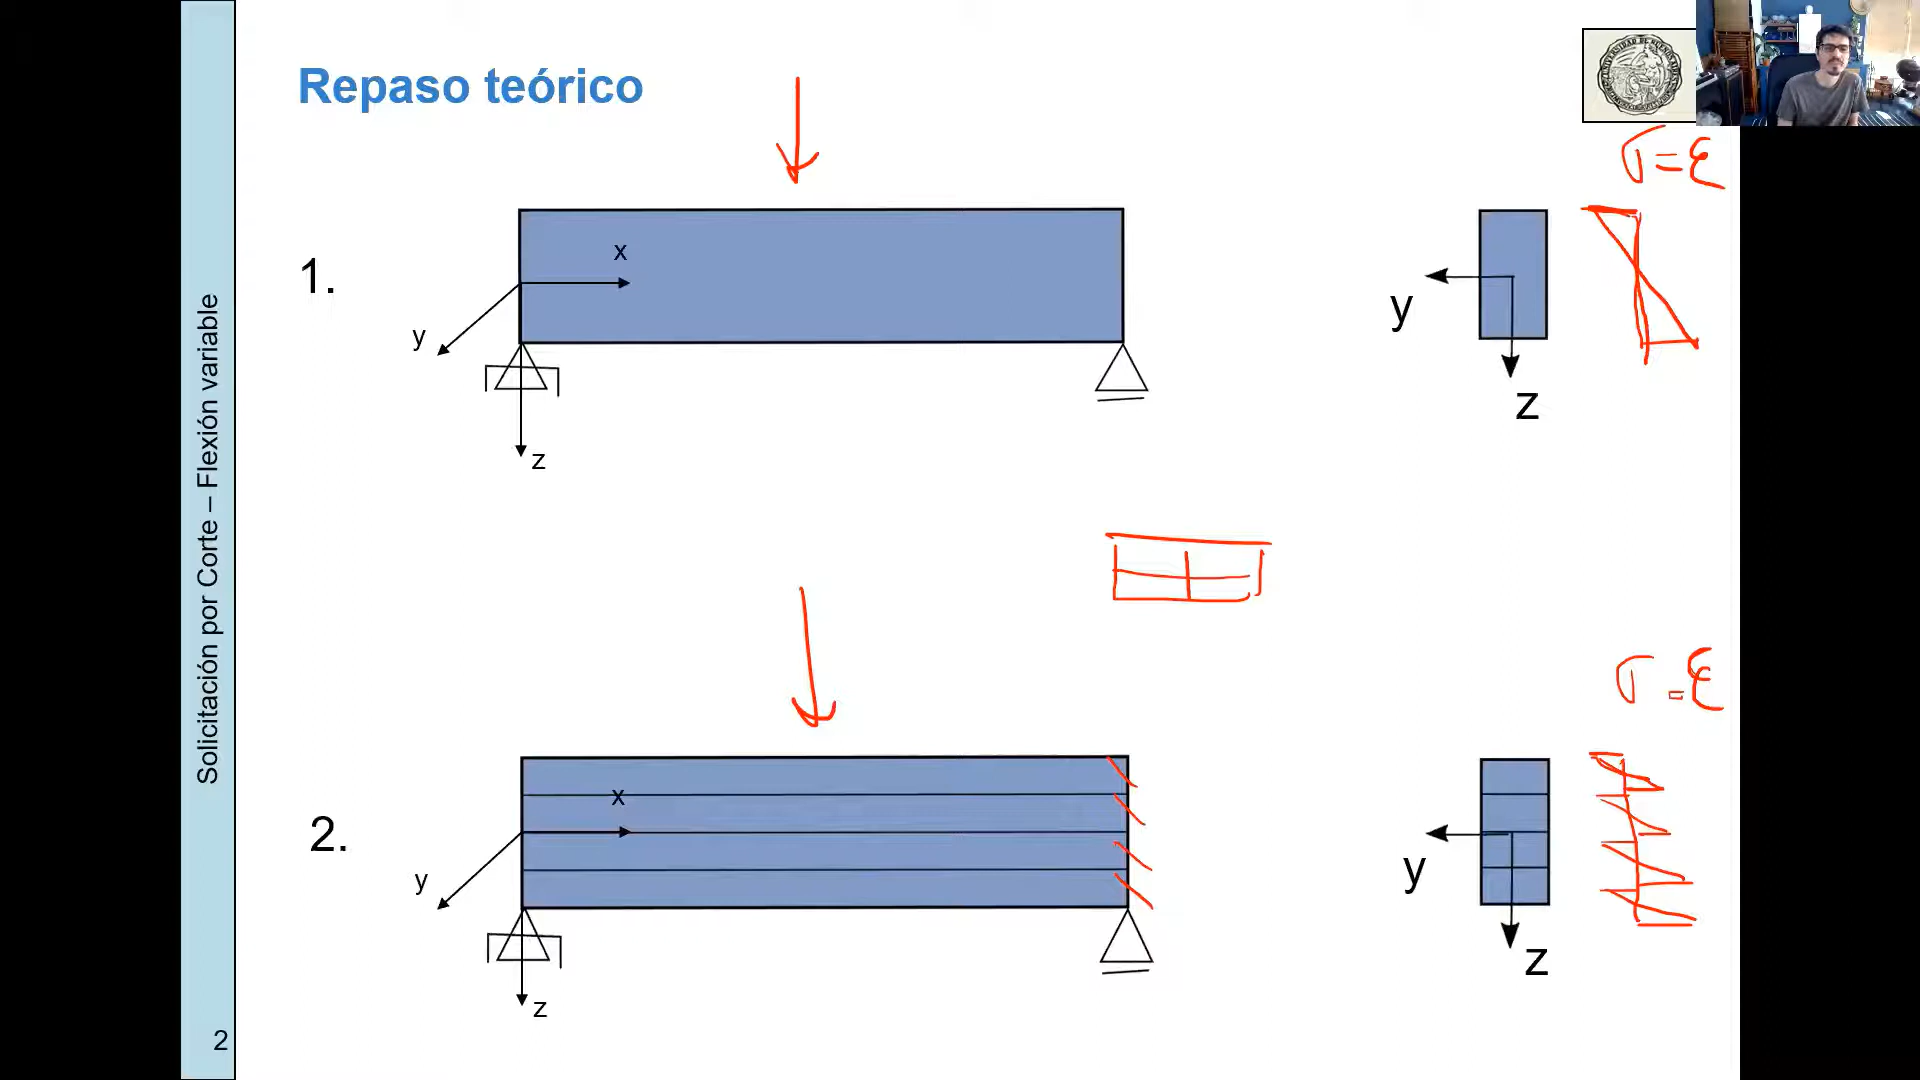 Repaso teórico
σ=ε
1.
x
y
z
y
z
σ=ε
2.
x
y
z
y
z
Solicitación por Corte – Flexión variable
2